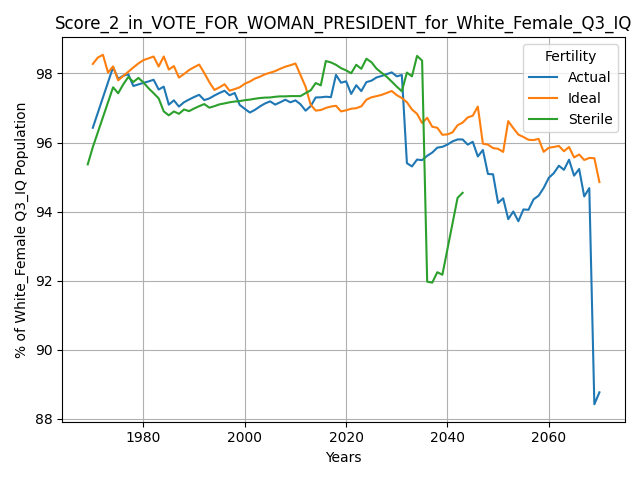 Score_2_in_VOTE_FOR_WOMAN_PRESIDENT_for_White_Female_Q3_IQ
% of White_Female Q3_IQ Population
98
96
94
92
90
88
Fertility
Actual
Ideal
Sterile
1980
2000
2020
2040
2060
Years